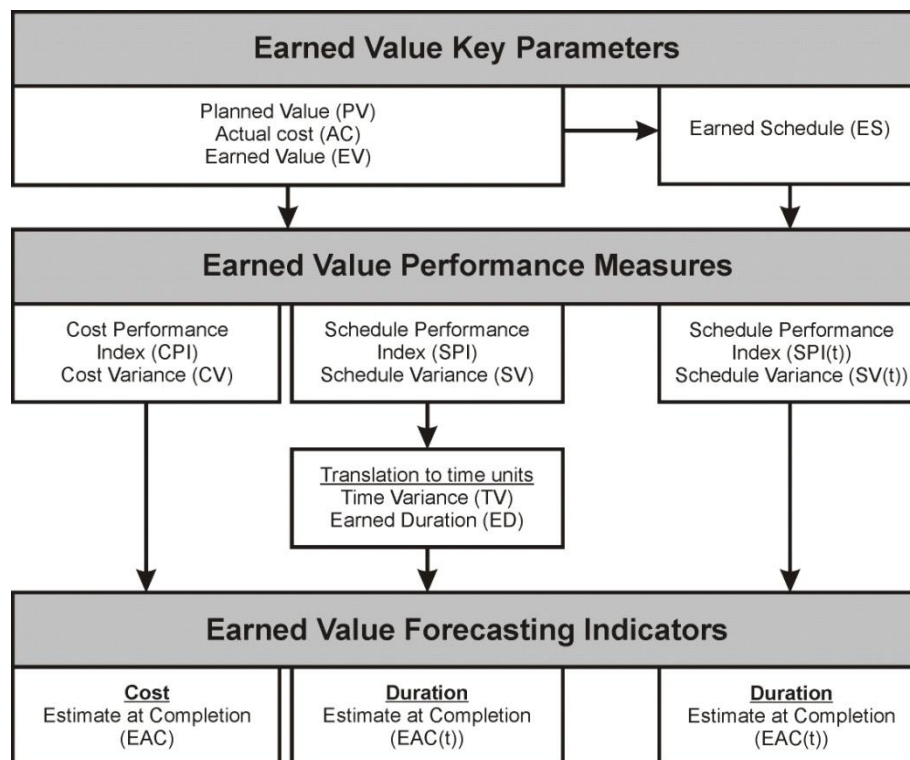 Earned Value Key Parameters
Planned Value (PV)
Actual cost (AC)
Earned Value (EV)
Earned Schedule (ES)
Earned Value Performance Measures
Cost Performance
Index (CPI)
Cost Variance (CV)
Schedule Performance
Index (SPI)
Schedule Variance (SV)
Schedule Performance
Index (SPI(t))
Schedule Variance (SV(t))
Translation to time units
Time Variance (TV)
Earned Duration (ED)
Earned Value Forecasting Indicators
Cost
Estimate at Completion
(EAC)
Duration
Estimate at Completion
(EAC(t))
Duration
Estimate at Completion
(EAC(t))